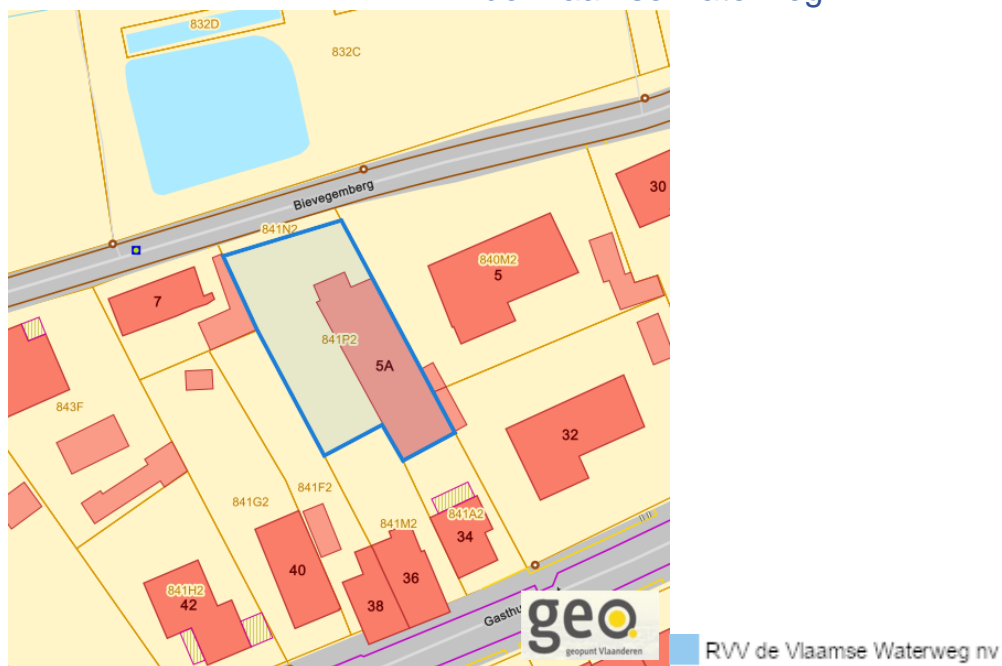 832D
832C
Bievegemberg
30
841N2
840M2
5
7
841P2
5A
843F
32
841F2
841G2
841M2
841A2
34
40
36
841H2
42
38
geo
geopunt Vlaanderen
RVV de Vlaamse Waterweg nv